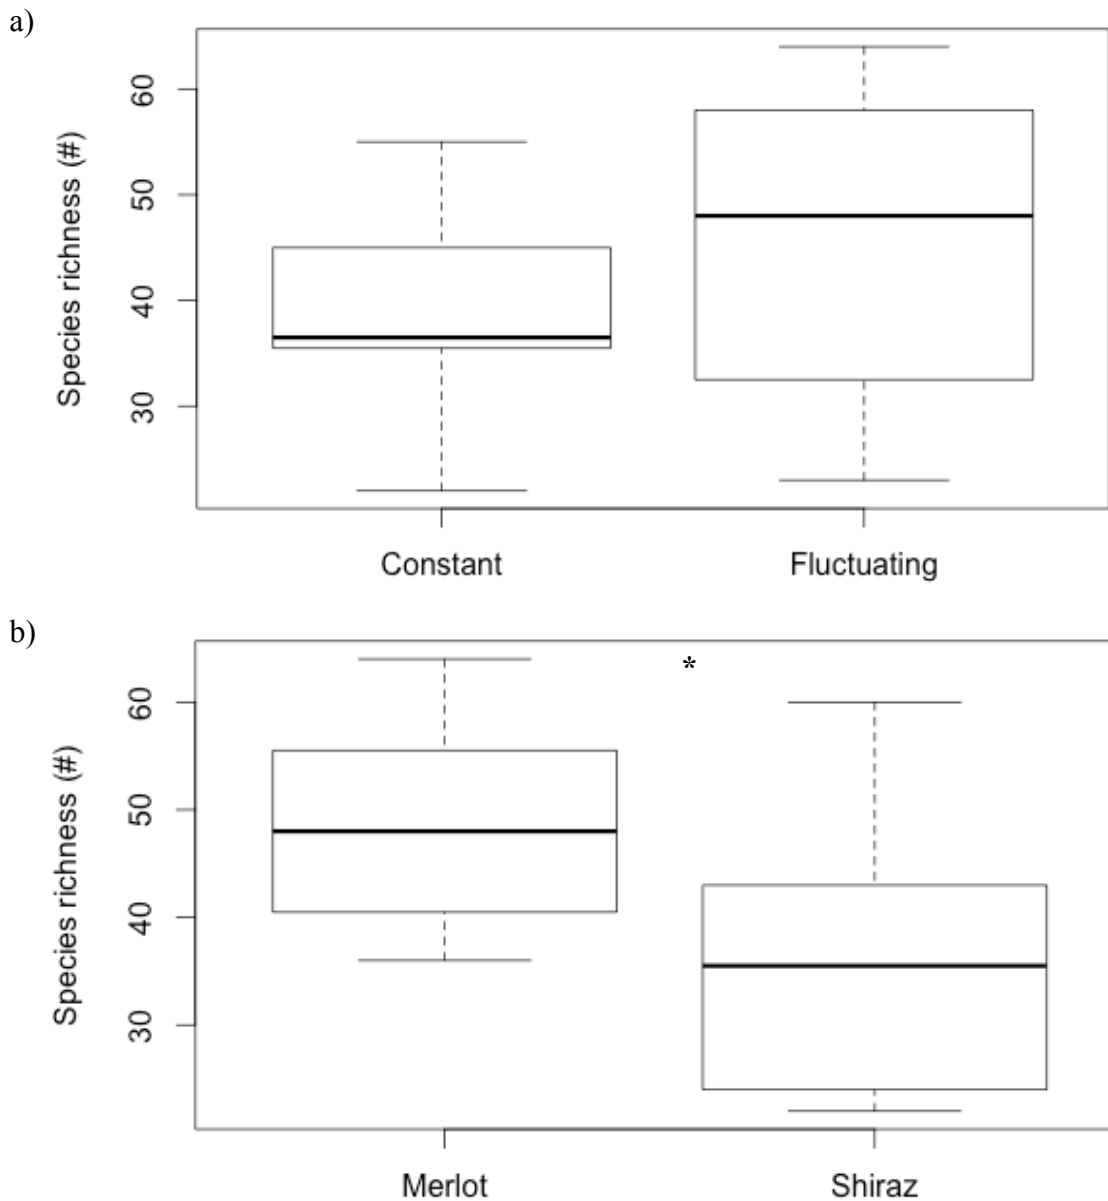 a)
Species richness (#)
60
50
40
30
Constant Fluctuating
b)
*
Species richness (#)
60
50
40
30
Merlot Shiraz